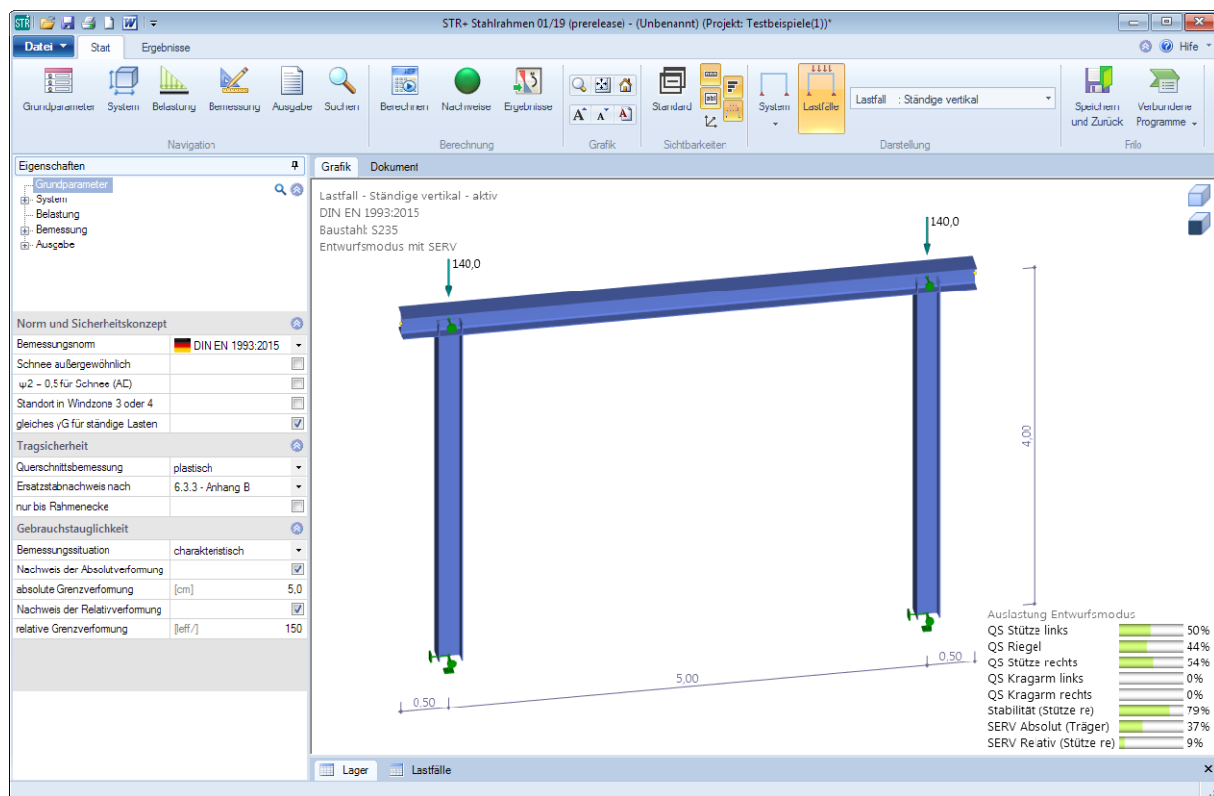 STR+ Stahlrahmen 01/19 (prerelease) - (Unbenannt) (Projekt: Testbeispiele(1))*
Datei Start Ergebnisse Hife
Grundparameter System Belastung Bemessung Ausgabe Suchen
Navigation
Berechnen Nachweise Ergebnisse
Berechnung
Grafik
Standard
Sichtbarkeiten
System Lastfälle Lastfall : Ständige vertikal
Darstellung
Speichern und Zurück
Verbundene Programme
Frilo
Eigenschaften
Grundparameter
System
Belastung
Bemessung
Ausgabe
Norm und Sicherheitskonzept
Bemessungsnorm DIN EN 1993:2015
Schnee außergewöhnlich
ψ2 = 0,5 für Schnee (AE)
Standort in Windzone 3 oder 4
gleiches γG für ständige Lasten
Tragsicherheit
Querschnittsbemessung plastisch
Ersatzstabnachweis nach 6.3.3 - Anhang B
nur bis Rahmenecke
Gebrauchstauglichkeit
Bemessungssituation charakteristisch
Nachweis der Absolutverformung
absolute Grenzverformung [cm] 5,0
Nachweis der Relativverformung
relative Grenzverformung [leff/] 150
Grafik Dokument
Lastfall - Ständige vertikal - aktiv
DIN EN 1993:2015
Baustahl: S235
Entwurfsmodus mit SERV
140,0
140,0
4,00
0,50
5,00
0,50
Auslastung Entwurfsmodus
QS Stütze links 50%
QS Riegel 44%
QS Stütze rechts 54%
QS Kragarm links 0%
QS Kragarm rechts 0%
Stabilität (Stütze re) 79%
SERV Absolut (Träger) 37%
SERV Relativ (Stütze re) 9%
Lager Lastfälle